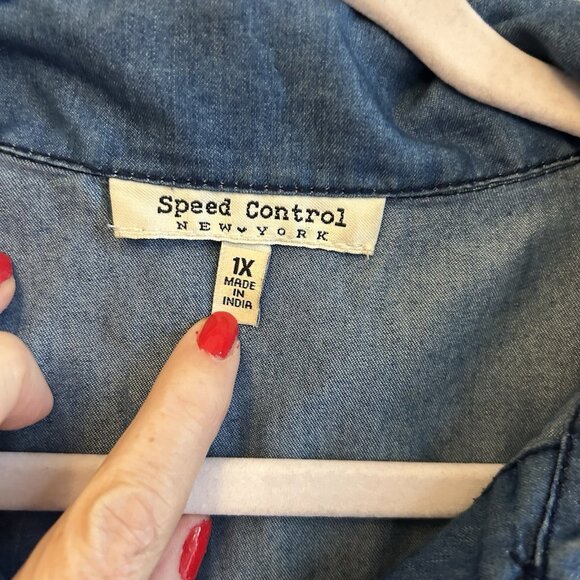 Speed Control
NEW♥YORK
1X
MADE
IN
INDIA